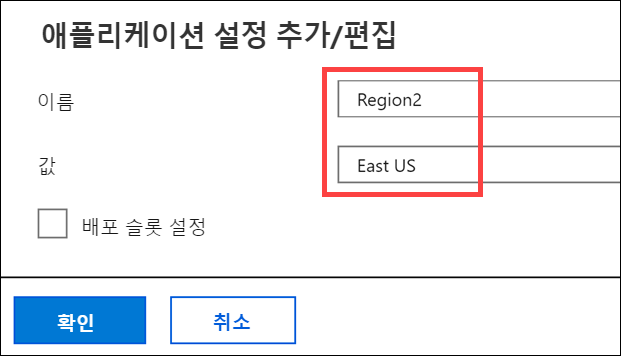 애플리케이션 설정 추가/편집
이름
Region2
값
East US
배포 슬롯 설정
확인
취소